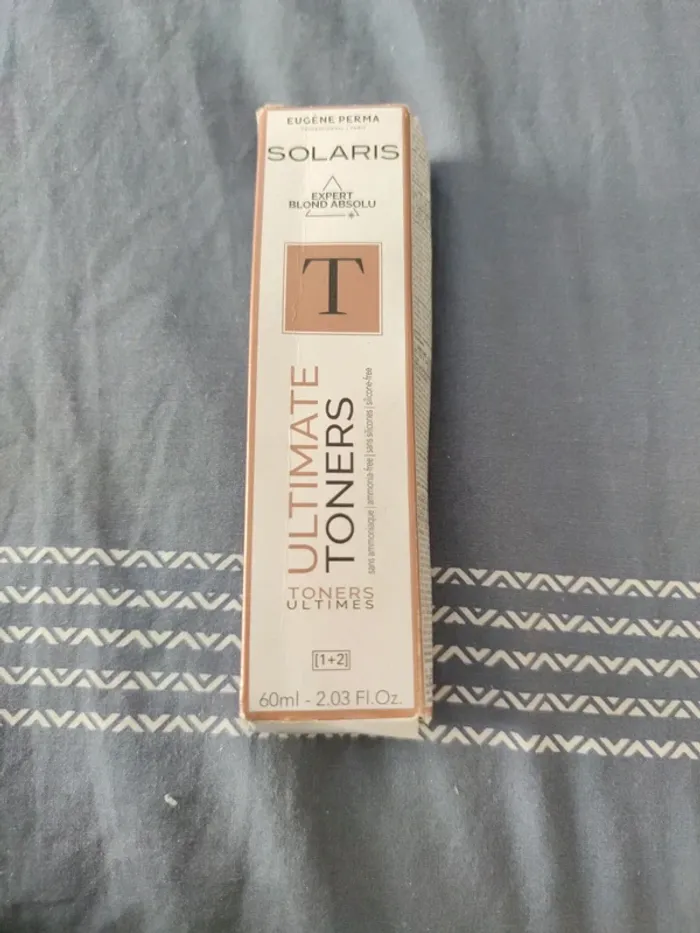 EUGÈNE PERMA
SOLARIS
EXPERT
BLOND ABSOLU
T
ULTIMATE
TONERS
sans ammoniaque | ammonia-free | sans silicones | silicone-free
TONERS
ULTIMES
[1+2]
60ml - 2.03 Fl.Oz.